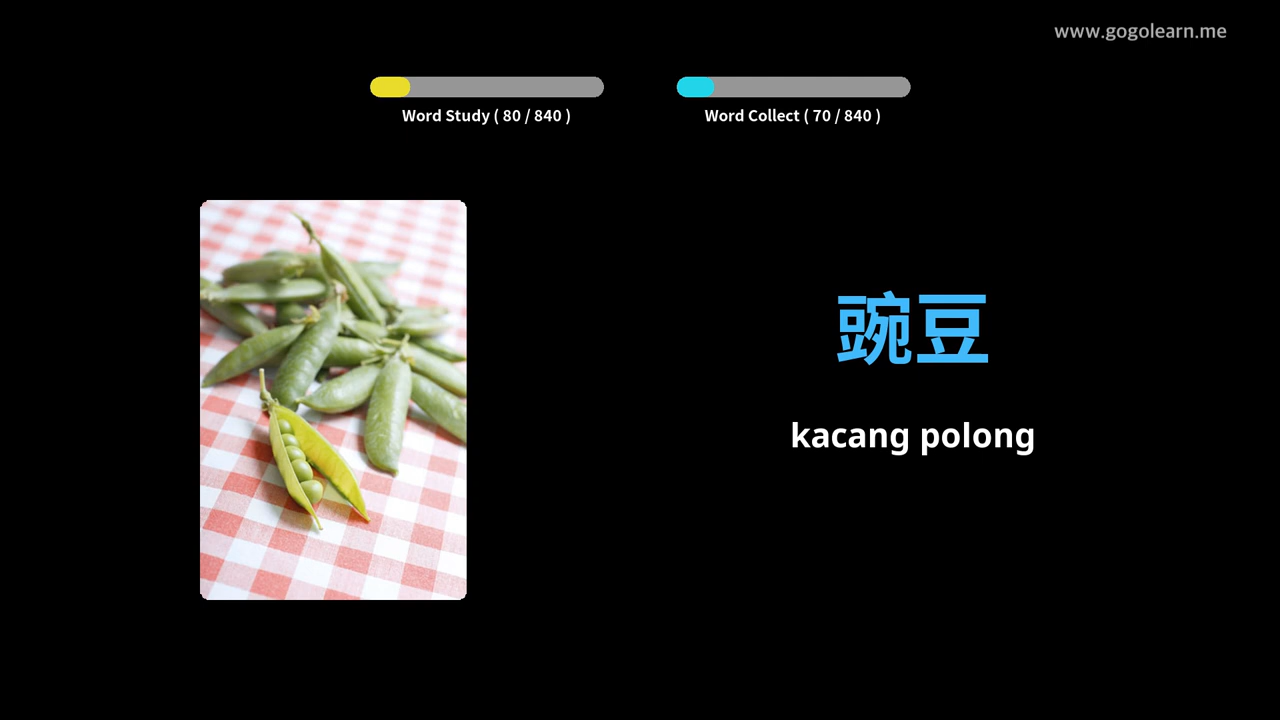 www.gogolearn.me
Word Study ( 80 / 840 )
Word Collect ( 70 / 840 )
豌豆
kacang polong